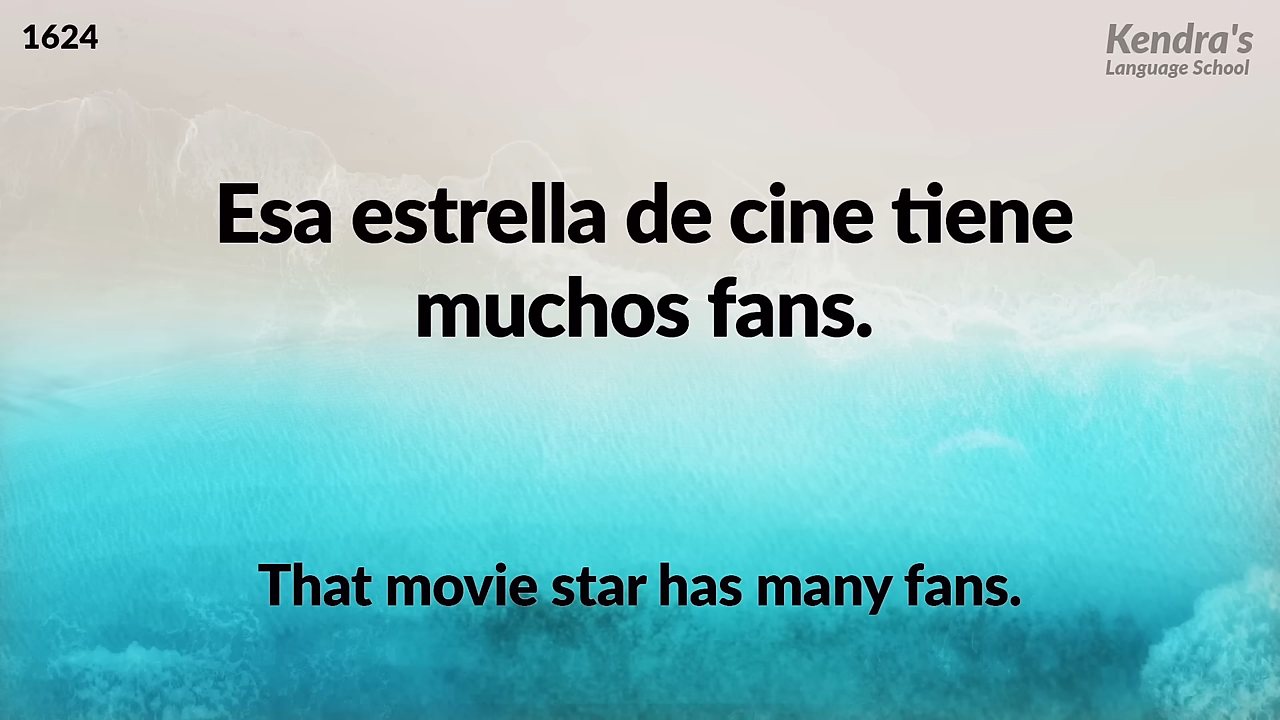 1624
Kendra's
Language School
Esa estrella de cine tiene
muchos fans.
That movie star has many fans.